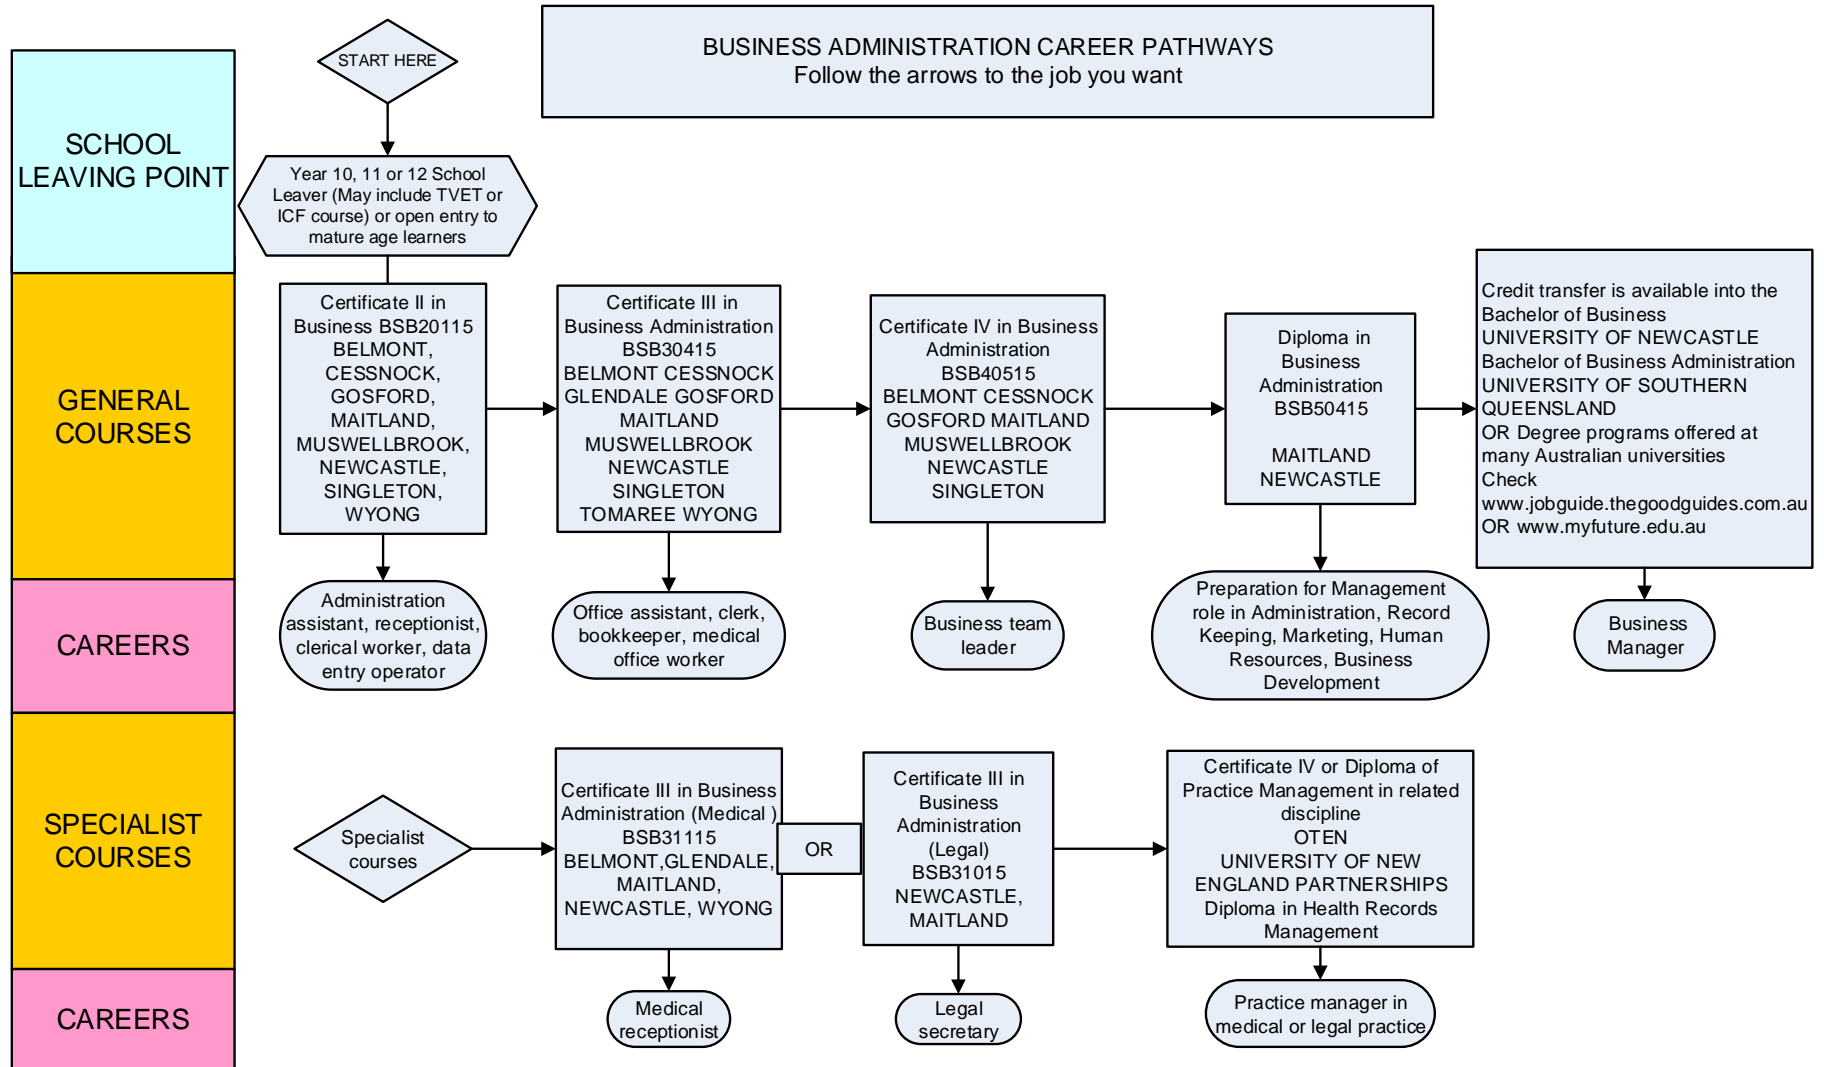 START HERE
BUSINESS ADMINISTRATION CAREER PATHWAYS
Follow the arrows to the job you want
SCHOOL
LEAVING POINT
Year 10, 11 or 12 School
Leaver (May include TVET or
ICF course) or open entry to
mature age learners
GENERAL
COURSES
Certificate II in
Business BSB20115
BELMONT,
CESSNOCK,
GOSFORD,
MAITLAND,
MUSWELLBROOK,
NEWCASTLE,
SINGLETON,
WYONG
Certificate III in
Business Administration
BSB30415
BELMONT CESSNOCK
GLENDALE GOSFORD
MAITLAND
MUSWELLBROOK
NEWCASTLE
SINGLETON
TOMAREE WYONG
Certificate IV in Business
Administration
BSB40515
BELMONT CESSNOCK
GOSFORD MAITLAND
MUSWELLBROOK
NEWCASTLE
SINGLETON
Diploma in
Business
Administration
BSB50415
MAITLAND
NEWCASTLE
Credit transfer is available into the
Bachelor of Business
UNIVERSITY OF NEWCASTLE
Bachelor of Business Administration
UNIVERSITY OF SOUTHERN
QUEENSLAND
OR Degree programs offered at
many Australian universities
Check
www.jobguide.thegoodguides.com.au
OR www.myfuture.edu.au
CAREERS
Administration
assistant, receptionist,
clerical worker, data
entry operator
Office assistant, clerk,
bookkeeper, medical
office worker
Business team
leader
Preparation for Management
role in Administration, Record
Keeping, Marketing, Human
Resources, Business
Development
Business
Manager
SPECIALIST
COURSES
Specialist
courses
Certificate III in Business
Administration (Medical )
BSB31115
BELMONT,GLENDALE,
MAITLAND,
NEWCASTLE, WYONG
OR
Certificate III in
Business
Administration
(Legal)
BSB31015
NEWCASTLE,
MAITLAND
Certificate IV or Diploma of
Practice Management in related
discipline
OTEN
UNIVERSITY OF NEW
ENGLAND PARTNERSHIPS
Diploma in Health Records
Management
CAREERS
Medical
receptionist
Legal
secretary
Practice manager in
medical or legal practice